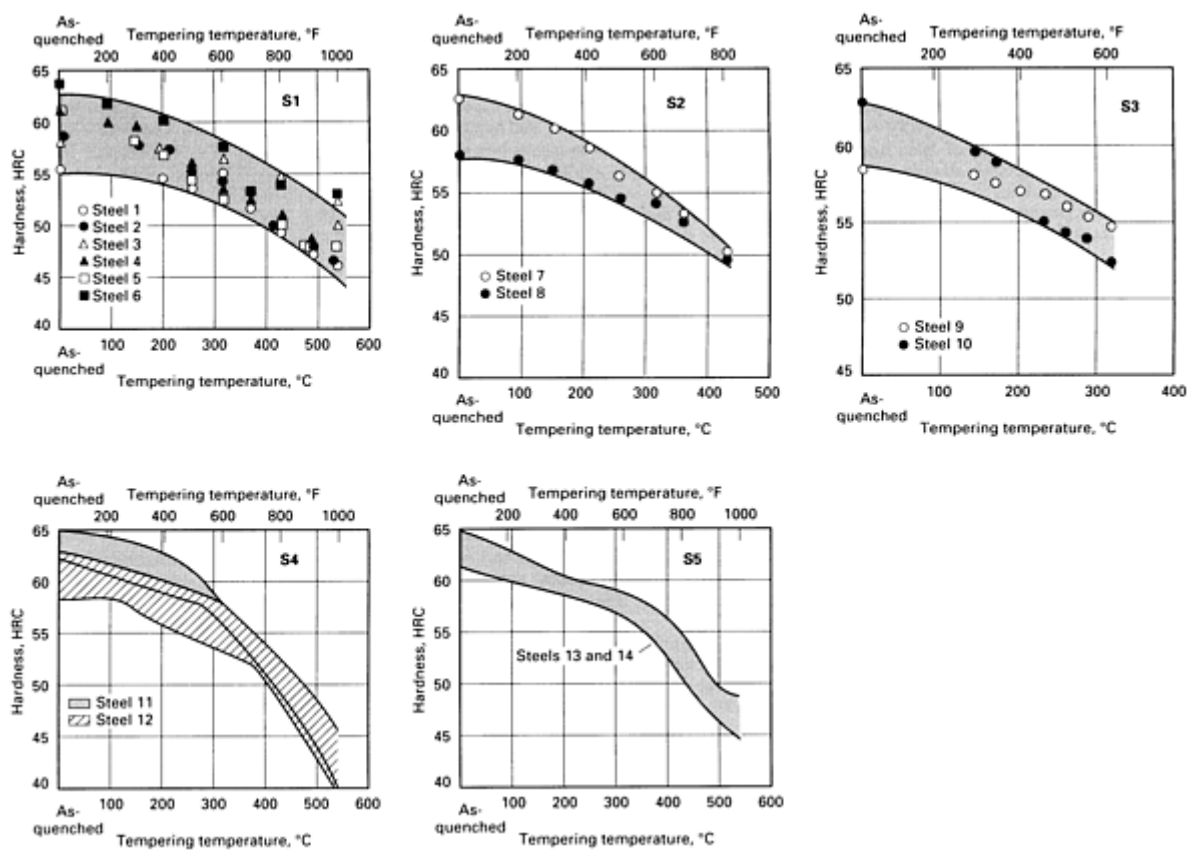 As-
quenched
Tempering temperature, °F
200 400 600 800 1000
65
60
55
50
45
40
Hardness, HRC
S1
Steel 1
Steel 2
Steel 3
Steel 4
Steel 5
Steel 6
As-
quenched
100 200 300 400 500 600
Tempering temperature, °C
As-
quenched
Tempering temperature, °F
200 400 600 800
65
60
55
50
45
40
Hardness, HRC
S2
Steel 7
Steel 8
As-
quenched
100 200 300 400 500
Tempering temperature, °C
As-
quenched
Tempering temperature, °F
200 400 600
65
60
55
50
45
Hardness, HRC
S3
Steel 9
Steel 10
As-
quenched
100 200 300 400
Tempering temperature, °C
As-
quenched
Tempering temperature, °F
200 400 600 800 1000
65
60
55
50
45
40
Hardness, HRC
S4
Steel 11
Steel 12
As-
quenched
100 200 300 400 500 600
Tempering temperature, °C
As-
quenched
Tempering temperature, °F
200 400 600 800 1000
65
60
55
50
45
40
Hardness, HRC
S5
Steels 13 and 14
As-
quenched
100 200 300 400 500 600
Tempering temperature, °C